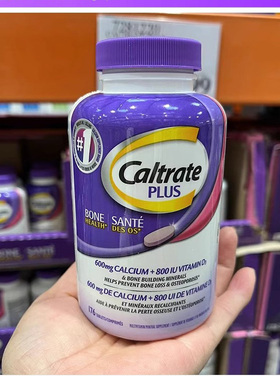 #1
Caltrate
PLUS
BONE SANTÉ
HEALTH* DES OS*
600mg CALCIUM + 800 IU VITAMIN D3
& BONE BUILDING MINERALS
HELPS PREVENT BONE LOSS & OSTEOPOROSIS*
600 mg DE CALCIUM + 800 UI DE VITAMINE D3
ET MINÉRAUX RECALCIFIANTS
AIDE À PRÉVENIR LA PERTE OSSEUSE ET L'OSTÉOPOROSE*
176